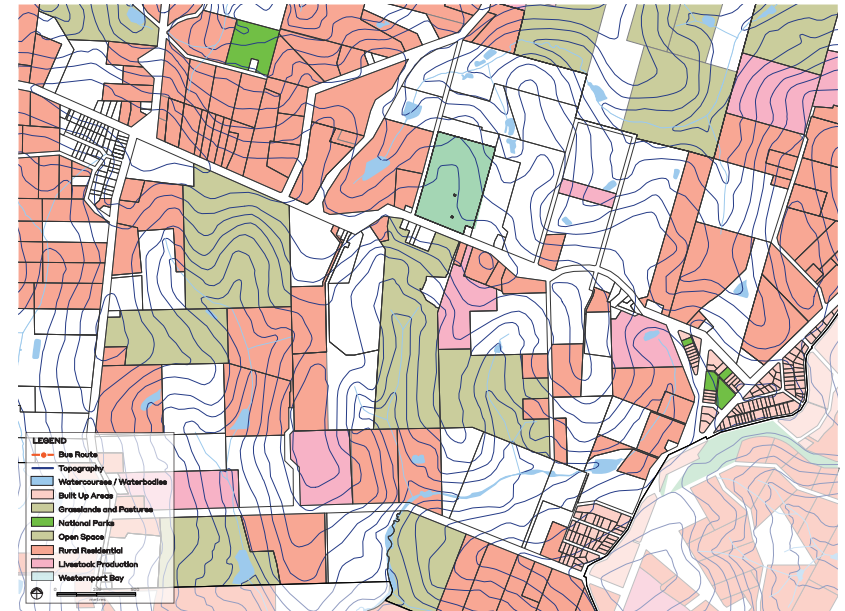 LEGEND
Bus Route
Topography
Watercourses / Waterbodies
Built Up Areas
Grasslands and Pastures
National Parks
Open Space
Rural Residential
Livestock Production
Westernport Bay